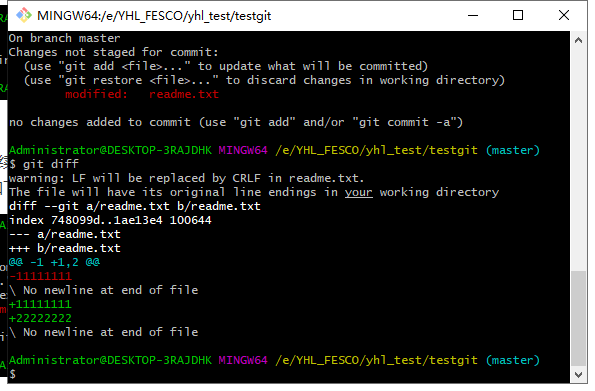 MINGW64:/e/YHL_FESCO/yhl_test/testgit
On branch master
Changes not staged for commit:
  (use "git add <file>..." to update what will be committed)
  (use "git restore <file>..." to discard changes in working directory)
        modified:   readme.txt

no changes added to commit (use "git add" and/or "git commit -a")

Administrator@DESKTOP-3RAJDHK MINGW64 /e/YHL_FESCO/yhl_test/testgit (master)
$ git diff
warning: LF will be replaced by CRLF in readme.txt.
The file will have its original line endings in your working directory
diff --git a/readme.txt b/readme.txt
index 748099d..1ae13e4 100644
--- a/readme.txt
+++ b/readme.txt
@@ -1 +1,2 @@
-11111111
\ No newline at end of file
+11111111
+22222222
\ No newline at end of file

Administrator@DESKTOP-3RAJDHK MINGW64 /e/YHL_FESCO/yhl_test/testgit (master)
$